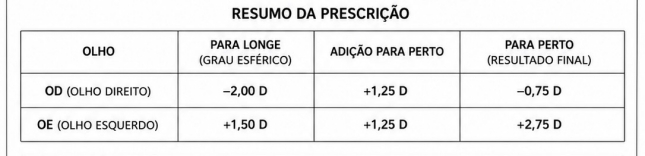 RESUMO DA PRESCRIÇÃO
OLHO
PARA LONGE
(GRAU ESFÉRICO)
ADIÇÃO PARA PERTO
PARA PERTO
(RESULTADO FINAL)
OD (OLHO DIREITO)
–2,00 D
+1,25 D
–0,75 D
OE (OLHO ESQUERDO)
+1,50 D
+1,25 D
+2,75 D